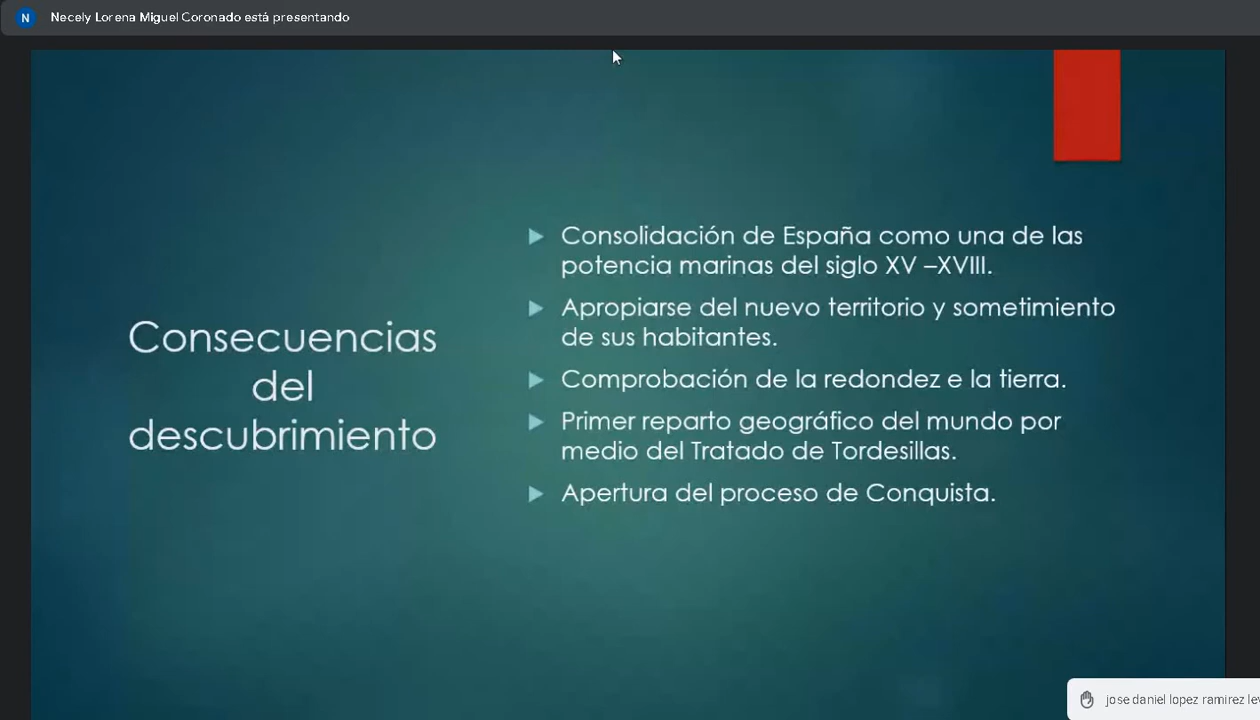 N Necely Lorena Miguel Coronado está presentando
Consecuencias
del
descubrimiento
Consolidación de España como una de las
potencia marinas del siglo XV –XVIII.
Apropiarse del nuevo territorio y sometimiento
de sus habitantes.
Comprobación de la redondez e la tierra.
Primer reparto geográfico del mundo por
medio del Tratado de Tordesillas.
Apertura del proceso de Conquista.
jose daniel lopez ramirez lev